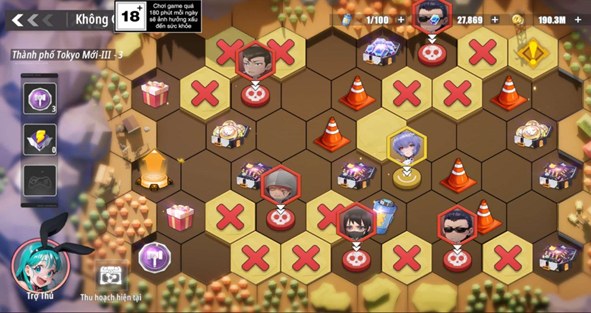 Không
18+
Chơi game quá
180 phút mỗi ngày
sẽ ảnh hưởng xấu
đến sức khỏe
1/100
27.869
190.3M
Thành phố Tokyo Mới-III - 3
3
0
Trợ Thủ
Thu hoạch hiện tại